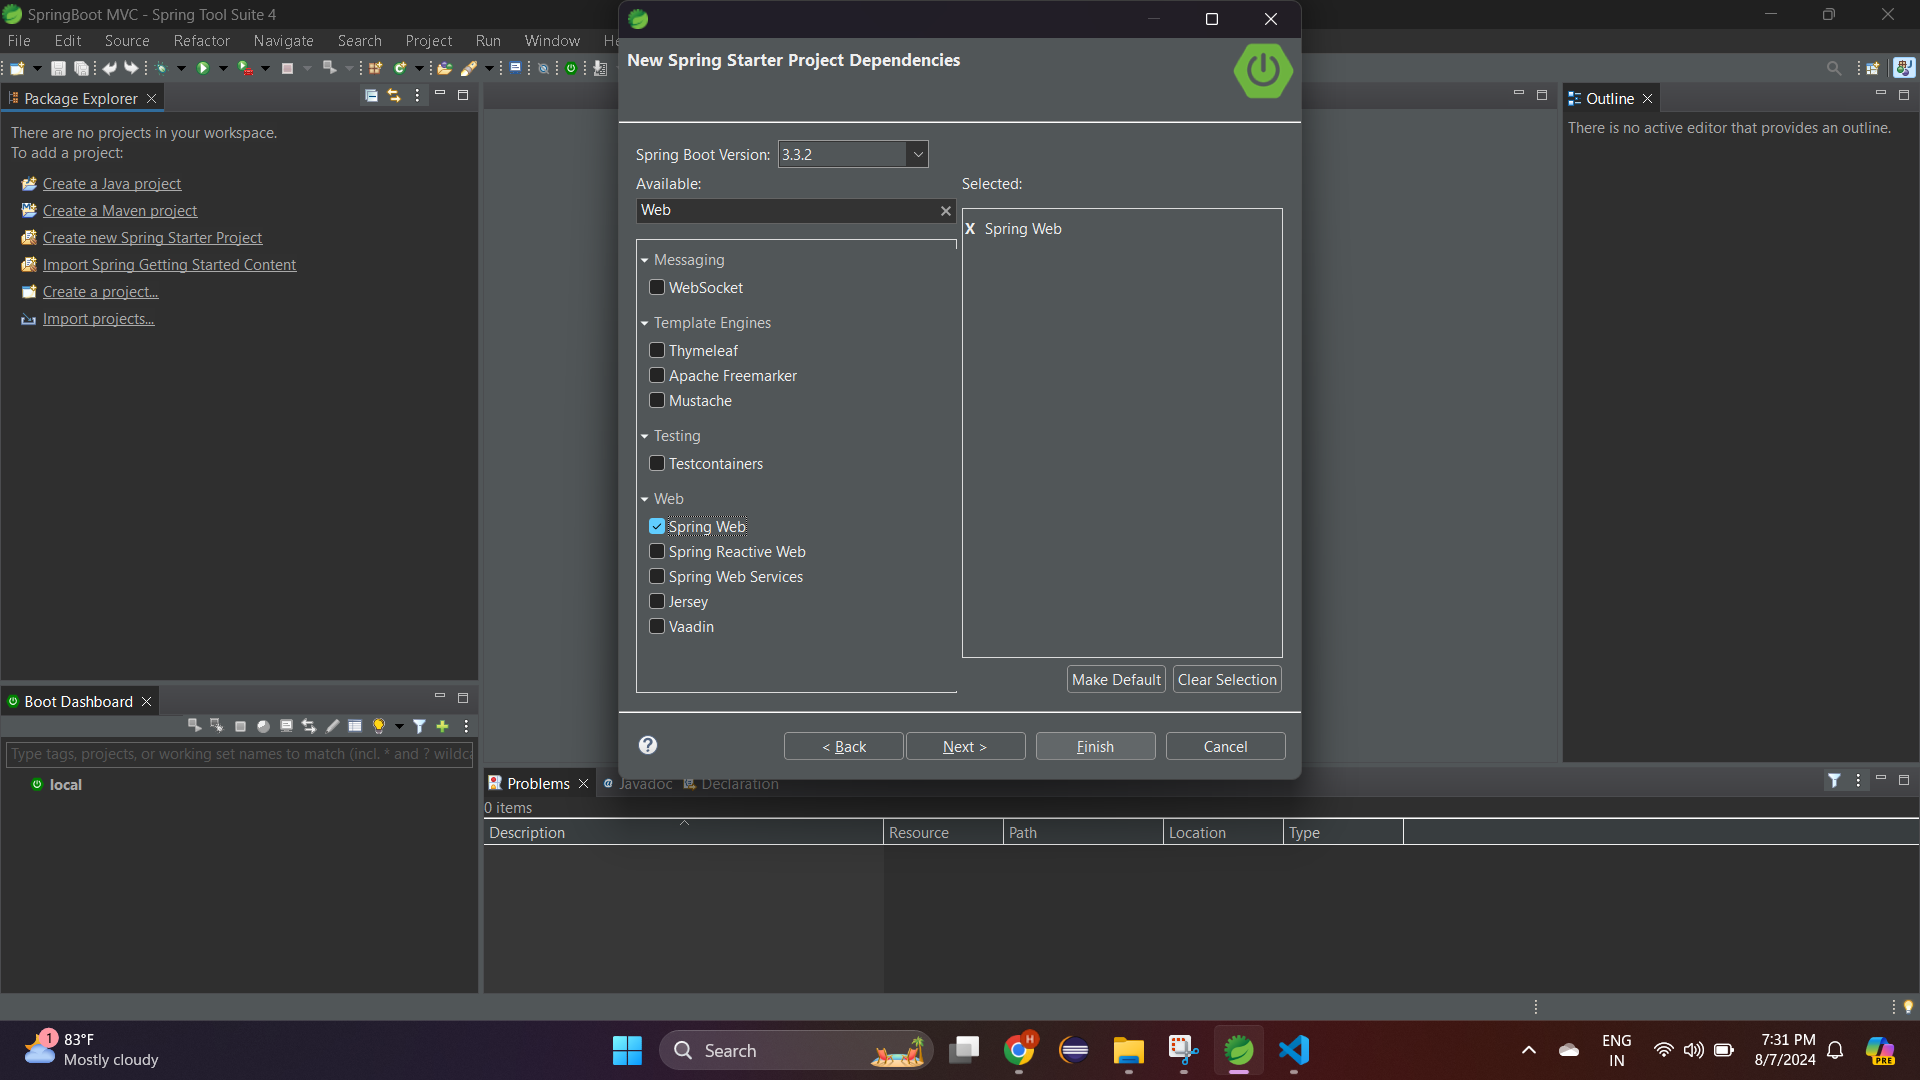 SpringBoot MVC - Spring Tool Suite 4
File Edit Source Refactor Navigate Search Project Run Window He
Package Explorer
There are no projects in your workspace.
To add a project:
Create a Java project
Create a Maven project
Create new Spring Starter Project
Import Spring Getting Started Content
Create a project...
Import projects...
Boot Dashboard
Type tags, projects, or working set names to match (incl. * and ? wildca
local
New Spring Starter Project Dependencies
Spring Boot Version: 3.3.2
Available:
Web
Messaging
WebSocket
Template Engines
Thymeleaf
Apache Freemarker
Mustache
Testing
Testcontainers
Web
Spring Web
Spring Reactive Web
Spring Web Services
Jersey
Vaadin
Selected:
X Spring Web
Make Default Clear Selection
< Back Next > Finish Cancel
Outline
There is no active editor that provides an outline.
Problems @ Javadoc Declaration
0 items
Description Resource Path Location Type
1
83°F
Mostly cloudy
Search
H
PRE
ENG
IN
7:31 PM
8/7/2024